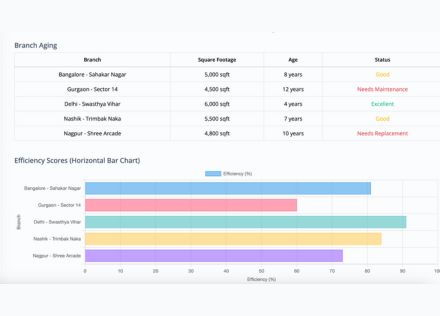 Branch Aging
Branch Square Footage Age Status
Bangalore - Sahakar Nagar 5,000 sqft 8 years Good
Gurgaon - Sector 14 4,500 sqft 12 years Needs Maintenance
Delhi - Swasthya Vihar 6,000 sqft 4 years Excellent
Nashik - Trimbak Naka 5,500 sqft 7 years Good
Nagpur - Shree Arcade 4,800 sqft 10 years Needs Replacement
Efficiency Scores (Horizontal Bar Chart)
Efficiency (%)
Branch
Bangalore - Sahakar Nagar
Gurgaon - Sector 14
Delhi - Swasthya Vihar
Nashik - Trimbak Naka
Nagpur - Shree Arcade
0 10 20 30 40 50 60 70 80 90
Efficiency (%)